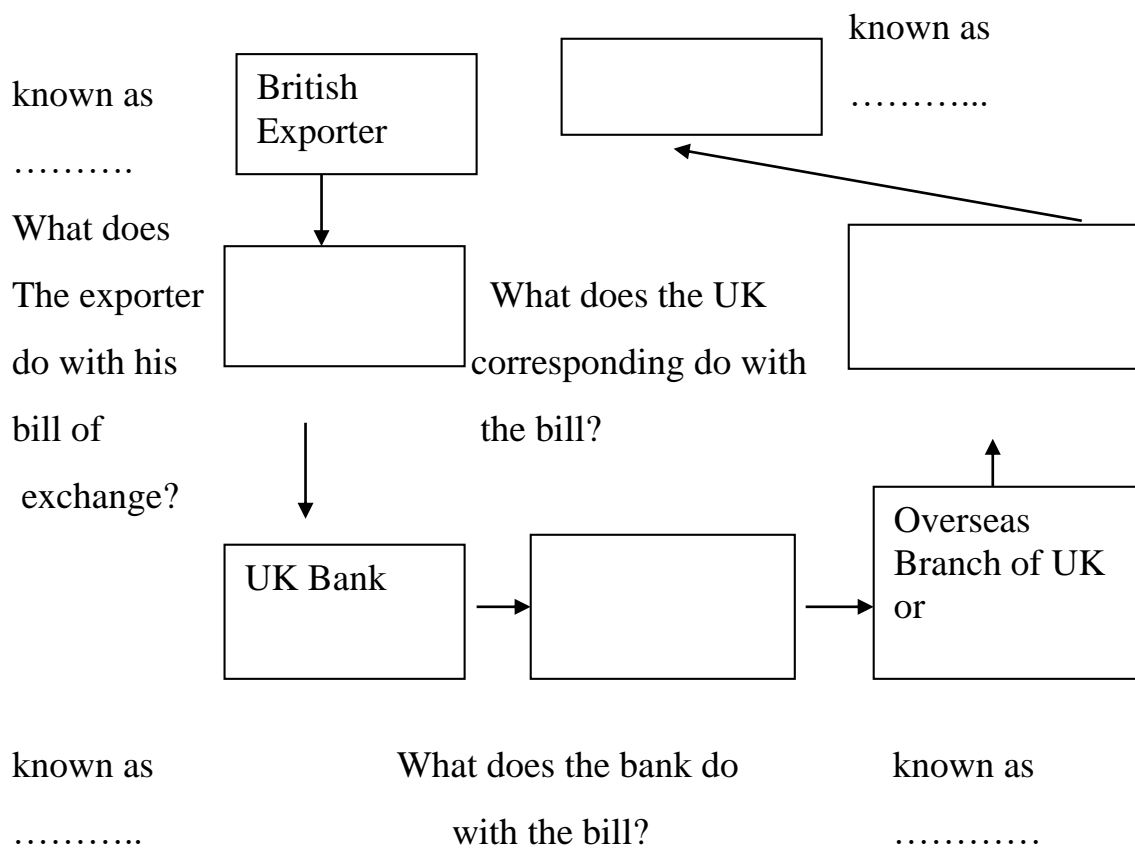 known as
……….
British
Exporter
known as
………...
What does
The exporter
do with his
bill of
exchange?
What does the UK
corresponding do with
the bill?
UK Bank
Overseas
Branch of UK
or
known as
………..
What does the bank do
with the bill?
known as
…………